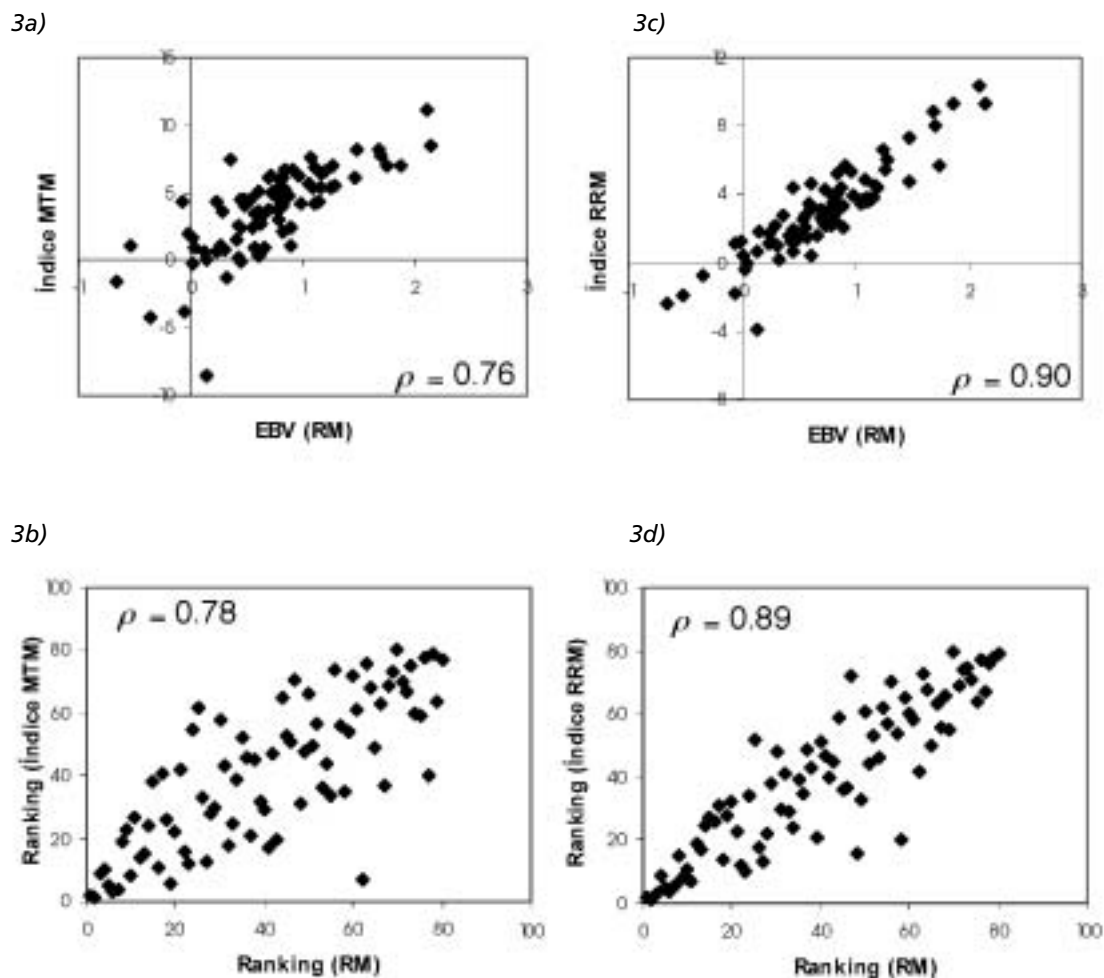 3a)
15
10
5
0
-5
-10
-1
0
1
2
3
Índice MTM
EBV (RM)
ρ = 0.76
3c)
12
8
4
0
-4
-1
0
1
2
3
Índice RRM
EBV (RM)
ρ = 0.90
3b)
100
80
60
40
20
0
0 20 40 60 80 100
Ranking (Índice MTM)
Ranking (RM)
ρ = 0.78
3d)
100
80
60
40
20
0
0 20 40 60 80 100
Ranking (Índice RRM)
Ranking (RM)
ρ = 0.89